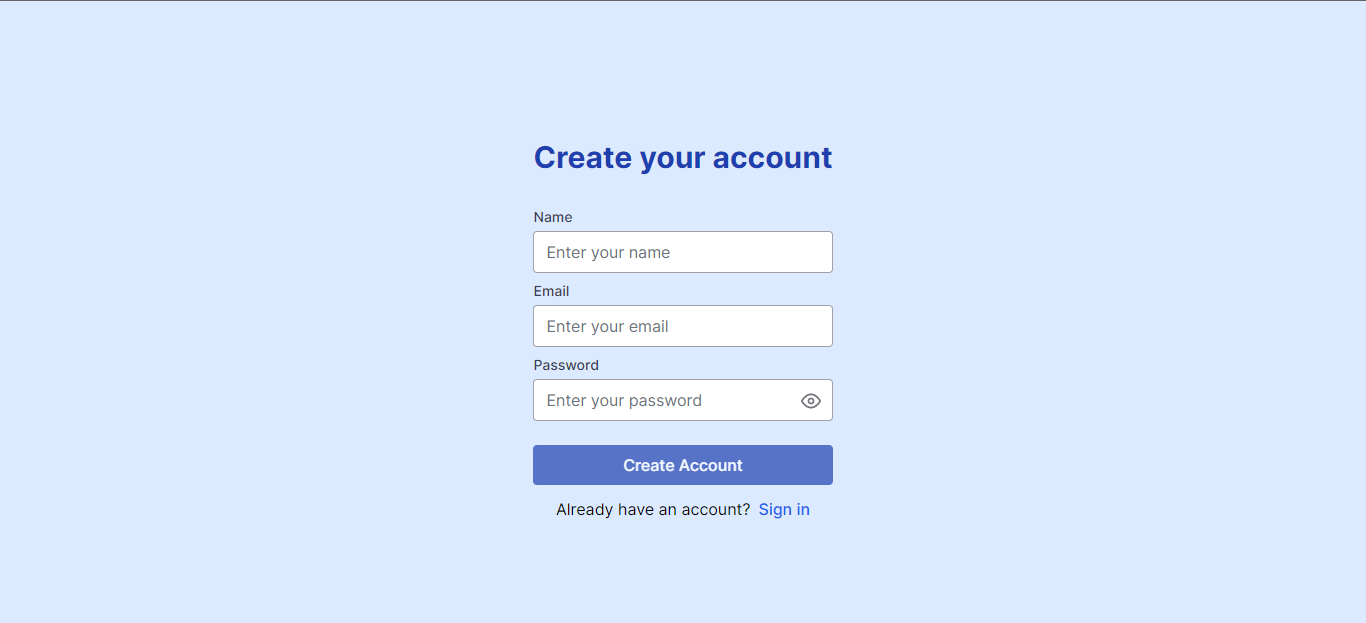 Create your account
Name
Enter your name
Email
Enter your email
Password
Enter your password
Create Account
Already have an account? Sign in